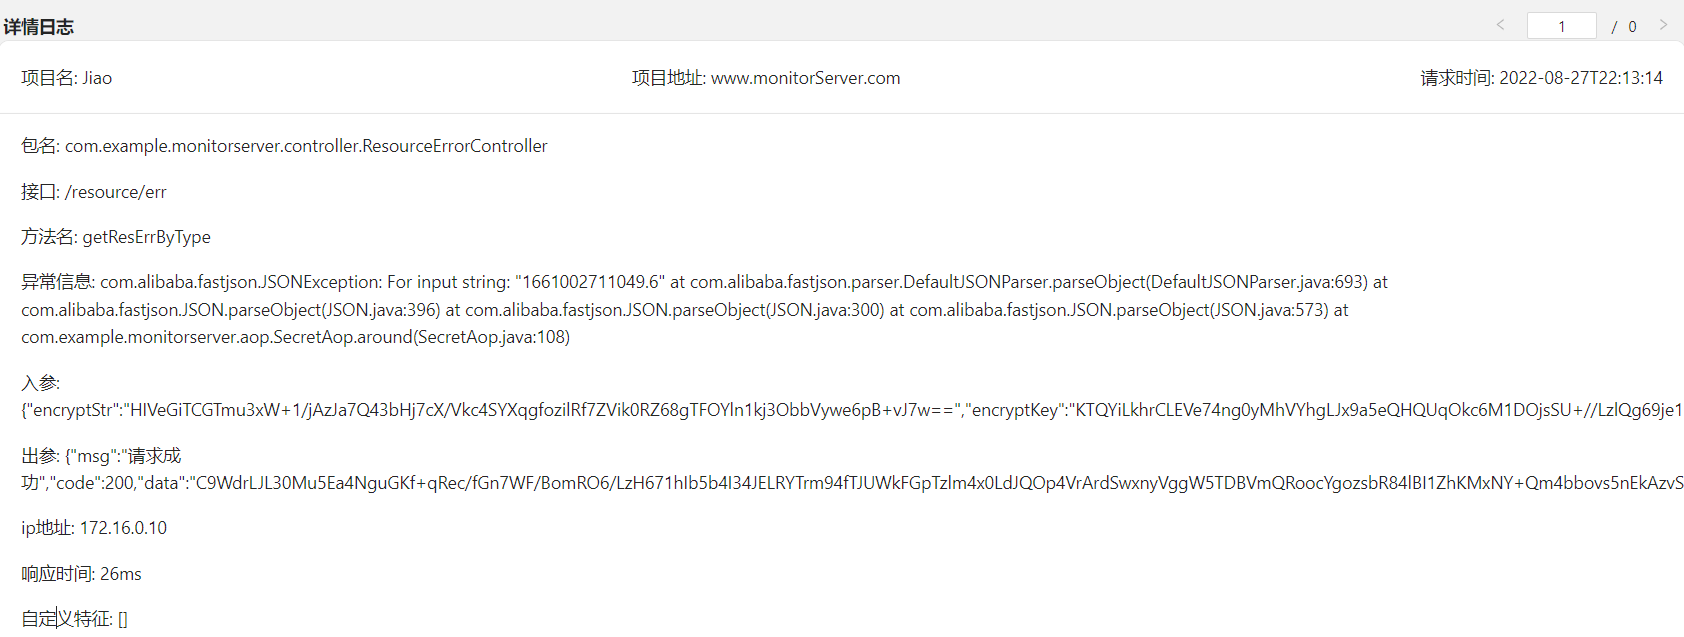 详情日志
1 / 0
项目名: Jiao 项目地址: www.monitorServer.com 请求时间: 2022-08-27T22:13:14
包名: com.example.monitorserver.controller.ResourceErrorController
接口: /resource/err
方法名: getResErrByType
异常信息: com.alibaba.fastjson.JSONException: For input string: "1661002711049.6" at com.alibaba.fastjson.parser.DefaultJSONParser.parseObject(DefaultJSONParser.java:693) at
com.alibaba.fastjson.JSON.parseObject(JSON.java:396) at com.alibaba.fastjson.JSON.parseObject(JSON.java:300) at com.alibaba.fastjson.JSON.parseObject(JSON.java:573) at
com.example.monitorserver.aop.SecretAop.around(SecretAop.java:108)
入参:
{"encryptStr":"HIVeGiTCGTmu3xW+1/jAzJa7Q43bHj7cX/Vkc4SYXqgfozilRf7ZVik0RZ68gTFOYln1kj3ObbVywe6pB+vJ7w==","encryptKey":"KTQYiLkhrCLEVe74ng0yMhVYhgLJx9a5eQHQUqOkc6M1DOjsSU+//LzlQg69je1
出参: {"msg":"请求成
功","code":200,"data":"C9WdrLJL30Mu5Ea4NguGKf+qRec/fGn7WF/BomRO6/LzH671hIb5b4I34JELRYTrm94fTJUWkFGpTzlm4x0LdJQOp4VrArdSwxnyVggW5TDBVmQRoocYgozsbR84lBI1ZhKMxNY+Qm4bbovs5nEkAzvS
ip地址: 172.16.0.10
响应时间: 26ms
自定义特征: []